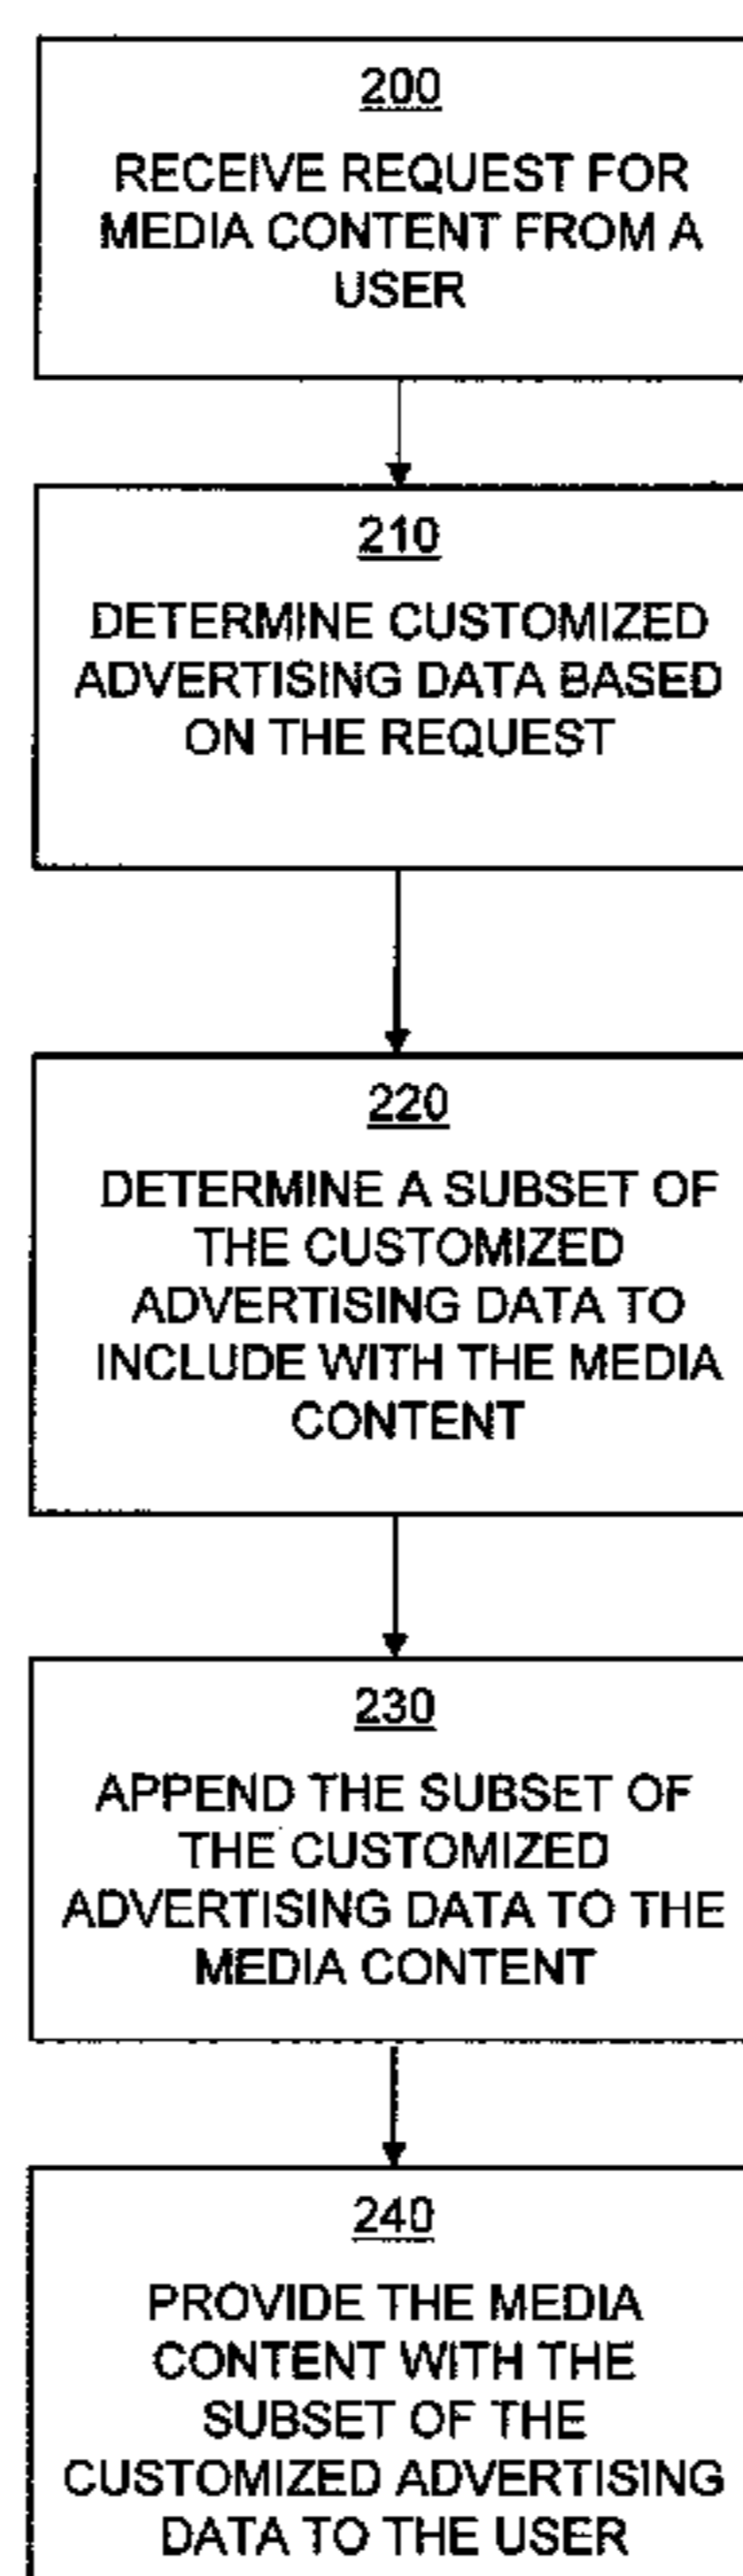 200
RECEIVE REQUEST FOR
MEDIA CONTENT FROM A
USER
210
DETERMINE CUSTOMIZED
ADVERTISING DATA BASED
ON THE REQUEST
220
DETERMINE A SUBSET OF
THE CUSTOMIZED
ADVERTISING DATA TO
INCLUDE WITH THE MEDIA
CONTENT
230
APPEND THE SUBSET OF
THE CUSTOMIZED
ADVERTISING DATA TO THE
MEDIA CONTENT
240
PROVIDE THE MEDIA
CONTENT WITH THE
SUBSET OF THE
CUSTOMIZED ADVERTISING
DATA TO THE USER